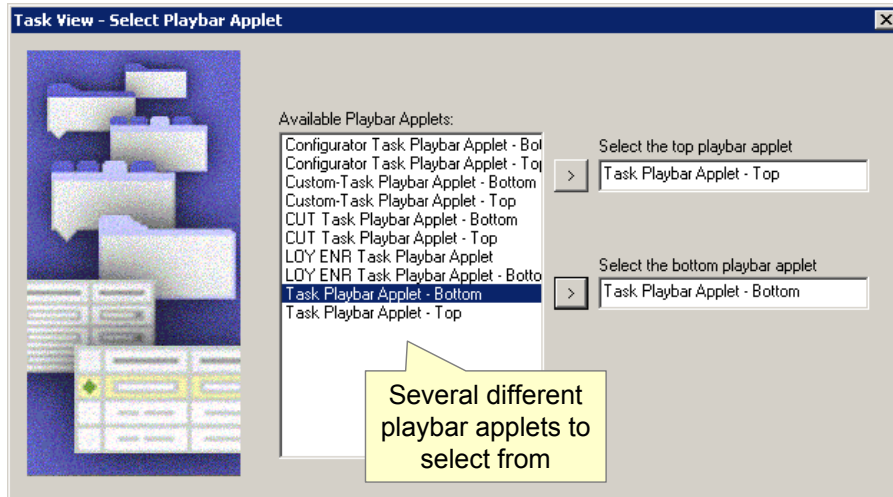 Task View - Select Playbar Applet
Available Playbar Applets:
Configurator Task Playbar Applet - Bot
Configurator Task Playbar Applet - Top
Custom-Task Playbar Applet - Bottom
Custom-Task Playbar Applet - Top
CUT Task Playbar Applet - Bottom
CUT Task Playbar Applet - Top
LOY ENR Task Playbar Applet
LOY ENR Task Playbar Applet - Botto
Task Playbar Applet - Bottom
Task Playbar Applet - Top
>
Select the top playbar applet
Task Playbar Applet - Top
>
Select the bottom playbar applet
Task Playbar Applet - Bottom
Several different
playbar applets to
select from